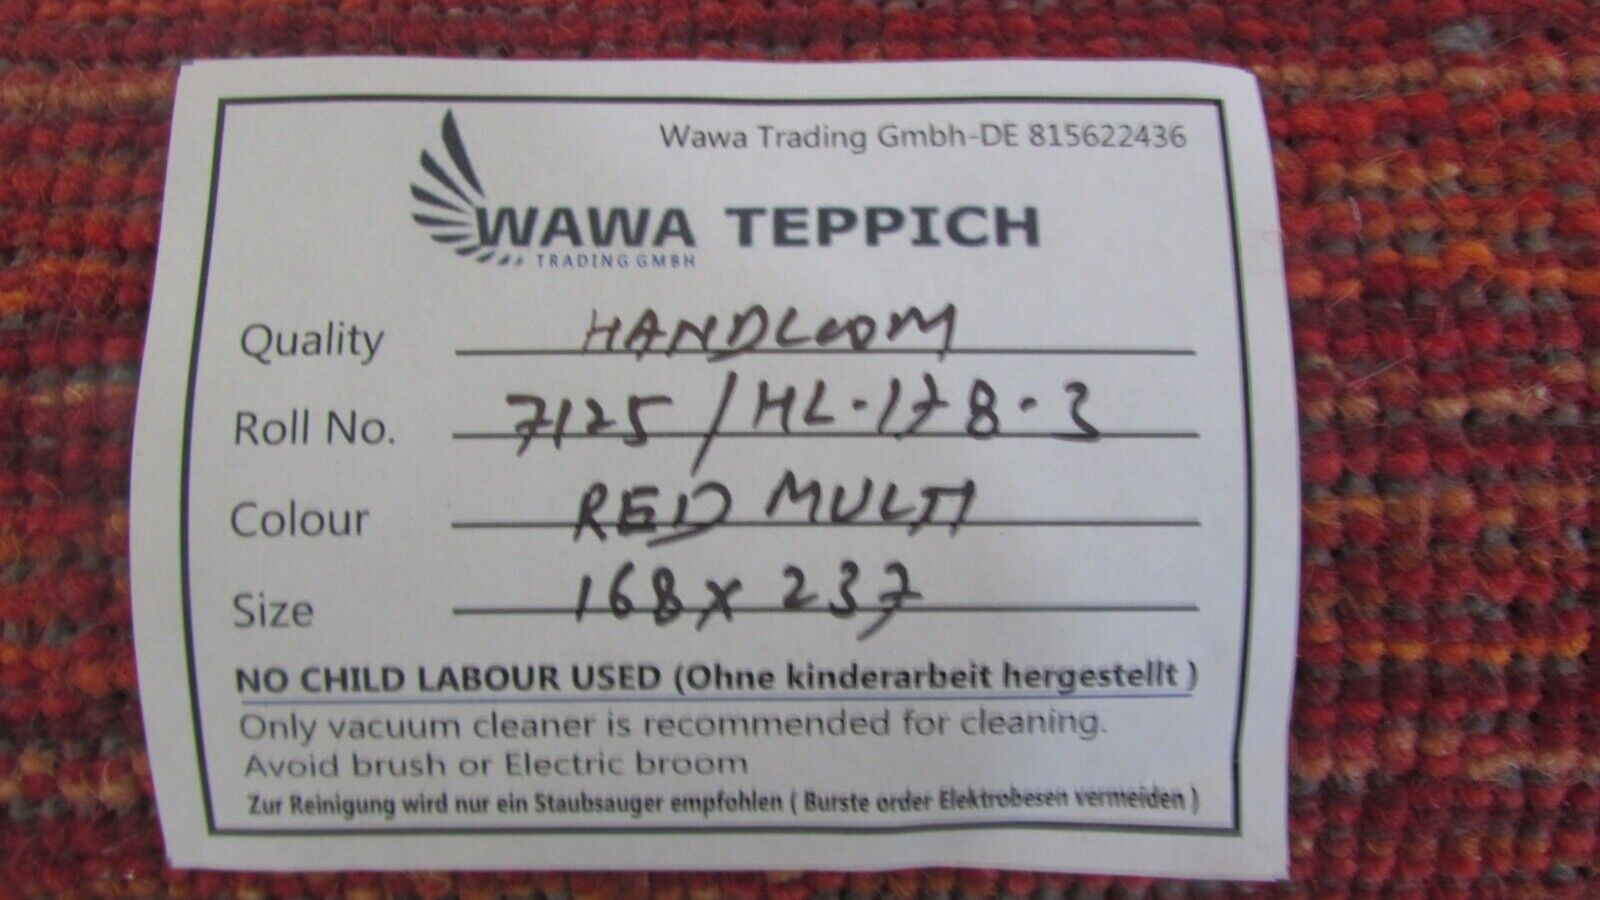 Wawa Trading Gmbh-DE 815622436
WAWA TEPPICH
TRADING GMBH
Quality HANDLOOM
Roll No. 7125/HL-178-3
Colour RED MULTI
Size 168x237
NO CHILD LABOUR USED (Ohne kinderarbeit hergestellt )
Only vacuum cleaner is recommended for cleaning.
Avoid brush or Electric broom
Zur Reinigung wird nur ein Staubsauger empfohlen ( Burste order Elektrobesen vermeiden )